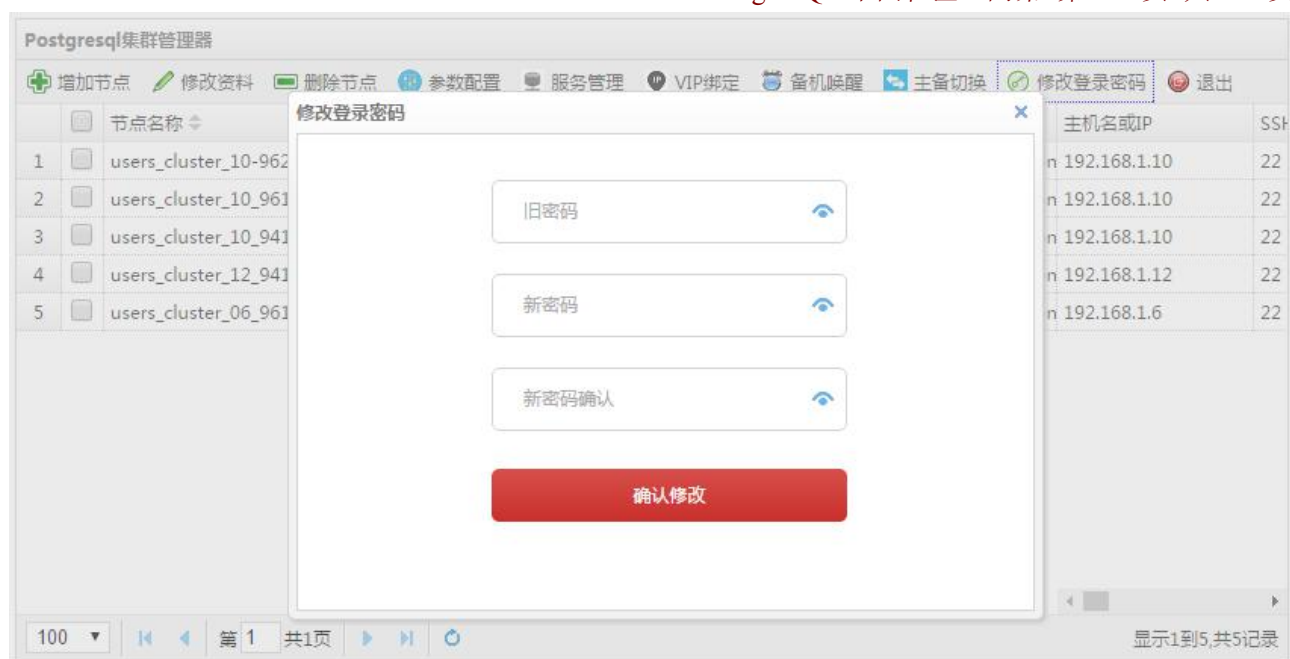 Postgresql集群管理器
增加节点 修改资料 删除节点 参数配置 服务管理 VIP绑定 备机唤醒 主备切换 修改登录密码 退出
修改登录密码
节点名称 主机名或IP SSH
1 users_cluster_10-962 n 192.168.1.10 22
2 users_cluster_10_961 n 192.168.1.10 22
3 users_cluster_10_941 n 192.168.1.10 22
4 users_cluster_12_941 n 192.168.1.12 22
5 users_cluster_06_961 n 192.168.1.6 22
旧密码
新密码
新密码确认
确认修改
100 第 1 共1页 显示1到5,共5记录